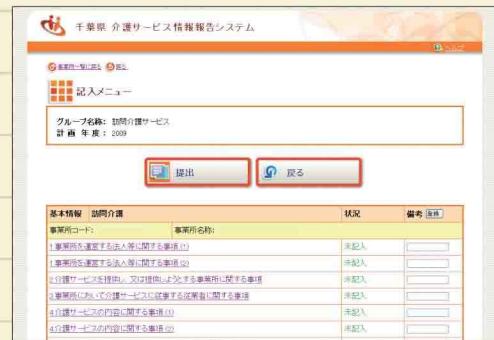 千葉県 介護サービス情報報告システム
ヘルプ
事業所一覧に戻る 戻る
記入メニュー
グループ名称: 訪問介護サービス
計画年度: 2009
提出 戻る
基本情報 訪問介護 状況 備考 登録
事業所コード: 事業所名称:
1.事業所を運営する法人等に関する事項(1) 未記入
1.事業所を運営する法人等に関する事項(2) 未記入
2.介護サービスを提供し、又は提供しようとする事業所に関する事項 未記入
3.事業所において介護サービスに従事する従業者に関する事項 未記入
4.介護サービスの内容に関する事項(1) 未記入
4.介護サービスの内容に関する事項(2) 未記入